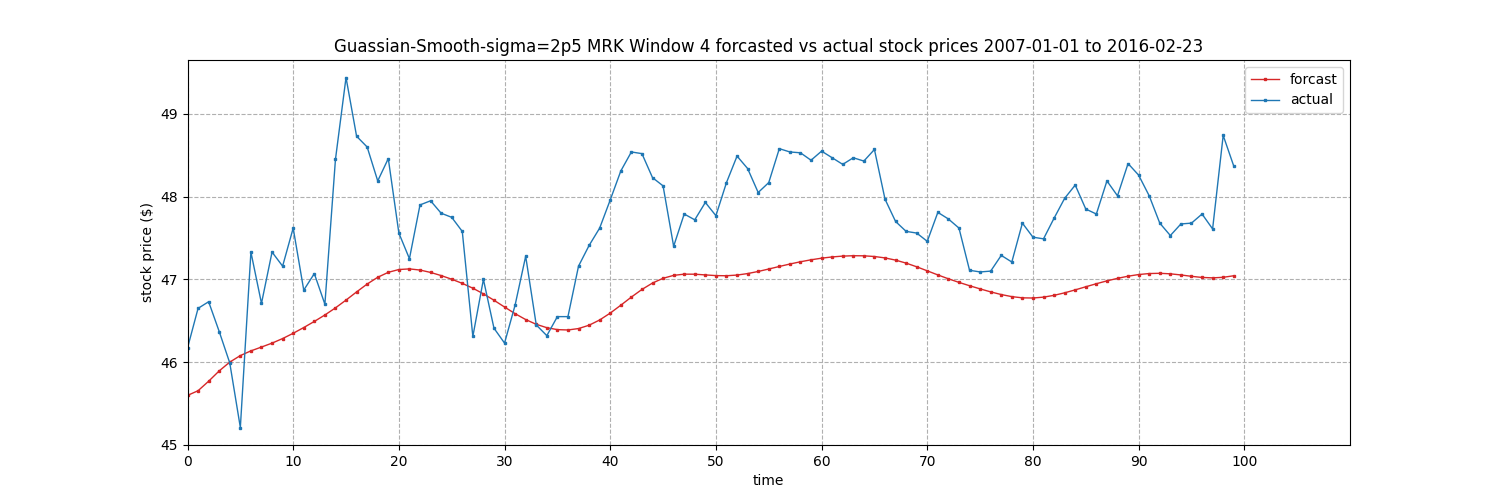 Guassian-Smooth-sigma=2p5 MRK Window 4 forcasted vs actual stock prices 2007-01-01 to 2016-02-23
forcast
actual
49
48
47
46
45
stock price ($)
0 10 20 30 40 50 60 70 80 90 100
time